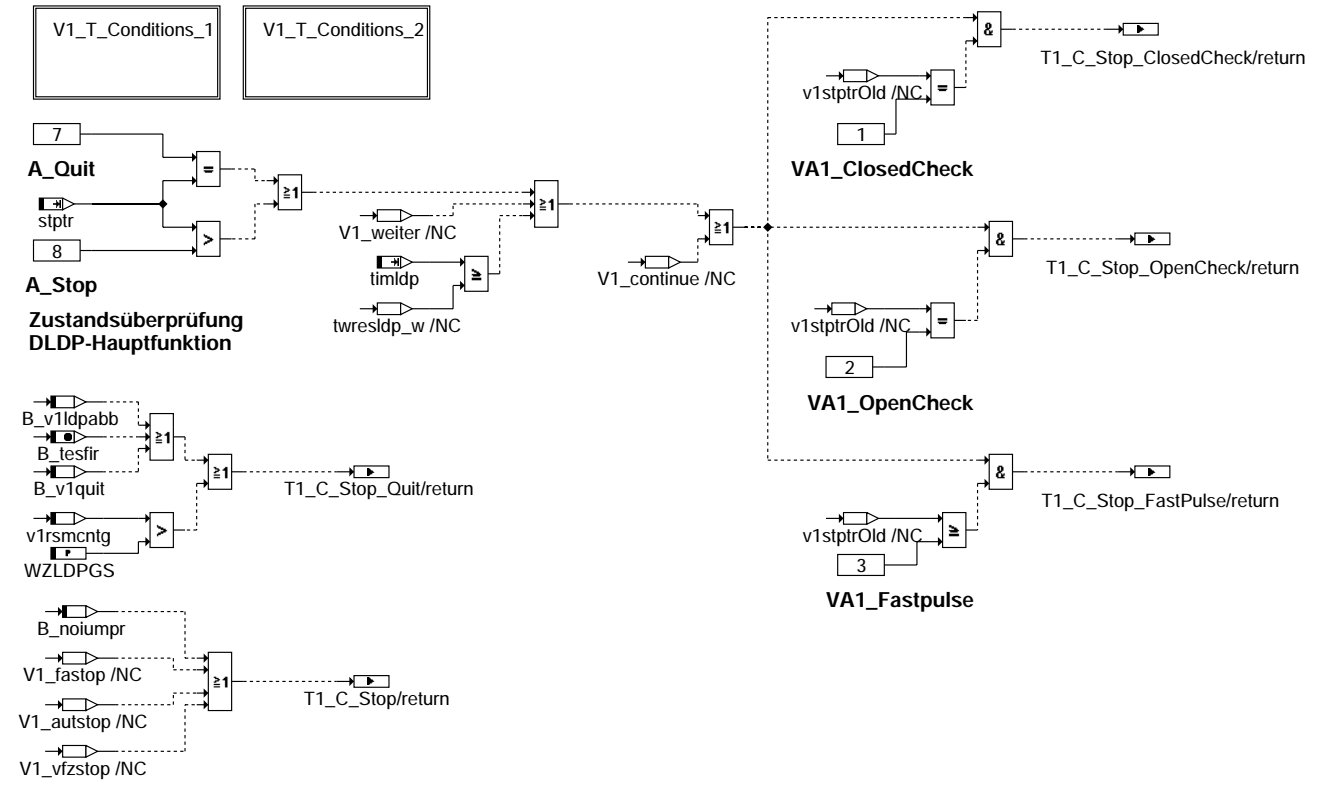 V1_T_Conditions_1
V1_T_Conditions_2
7
A_Quit
stptr
8
A_Stop
Zustandsüberprüfung
DLDP-Hauptfunktion
=
>
≧1
V1_weiter /NC
timldp
twresldp_w /NC
≥
≧1
V1_continue /NC
≧1
&
T1_C_Stop_ClosedCheck/return
v1stptrOld /NC
=
1
VA1_ClosedCheck
&
T1_C_Stop_OpenCheck/return
v1stptrOld /NC
=
2
VA1_OpenCheck
&
T1_C_Stop_FastPulse/return
v1stptrOld /NC
≥
3
VA1_Fastpulse
B_v1ldpabb
B_tesfir
B_v1quit
≧1
≧1
T1_C_Stop_Quit/return
v1rsmcntg
>
P
WZLDPGS
B_noiumpr
V1_fastop /NC
≧1
T1_C_Stop/return
V1_autstop /NC
V1_vfzstop /NC